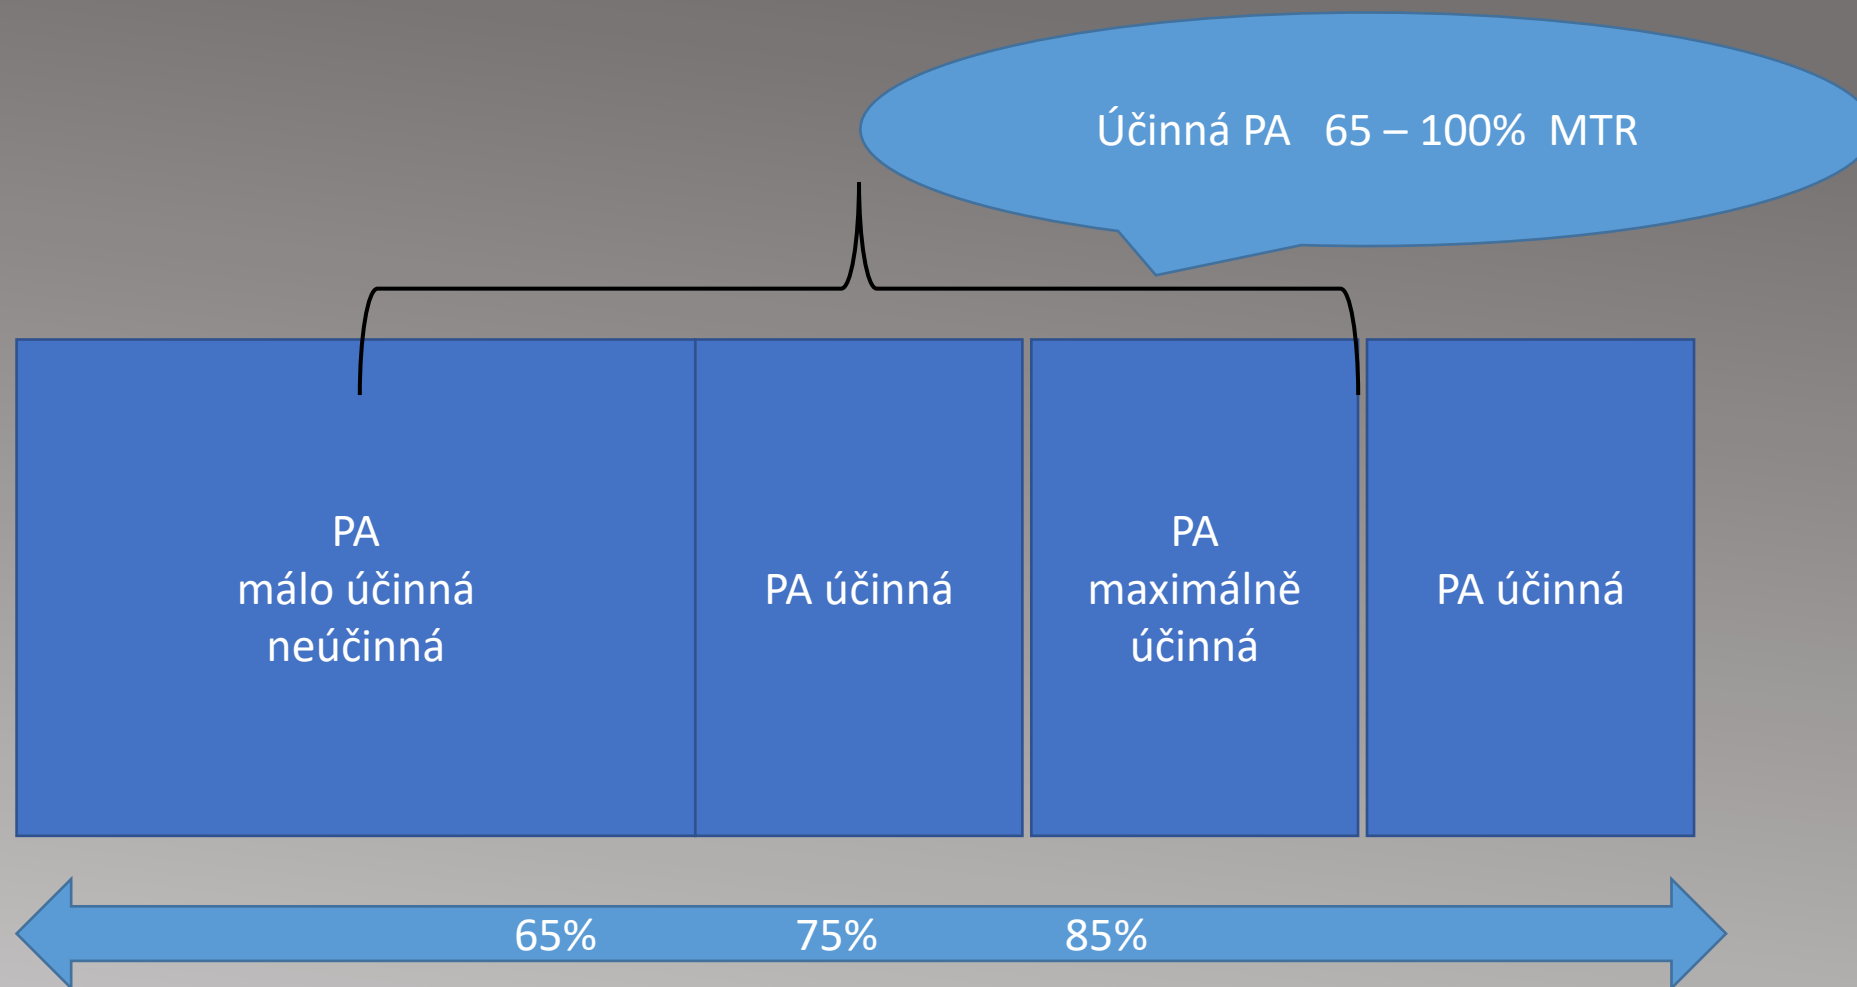 Účinná PA 65 – 100% MTR
PA
málo účinná
neúčinná
PA účinná
PA
maximálně
účinná
PA účinná
65% 75% 85%